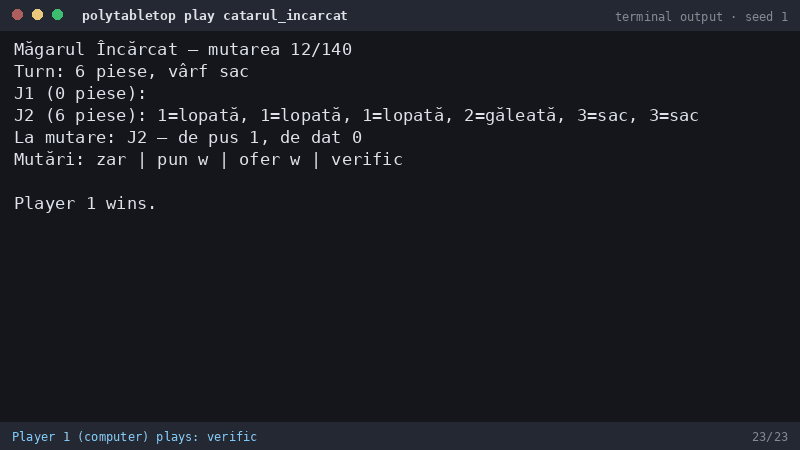 polytabletop play catarul_incarcat
terminal output · seed 1
Măgarul Încărcat — mutarea 12/140
Turn: 6 piese, vârf sac
J1 (0 piese):
J2 (6 piese): 1=lopată, 1=lopată, 1=lopată, 2=găleată, 3=sac, 3=sac
La mutare: J2 — de pus 1, de dat 0
Mutări: zar | pun w | ofer w | verific
Player 1 wins.
Player 1 (computer) plays: verific
23/23